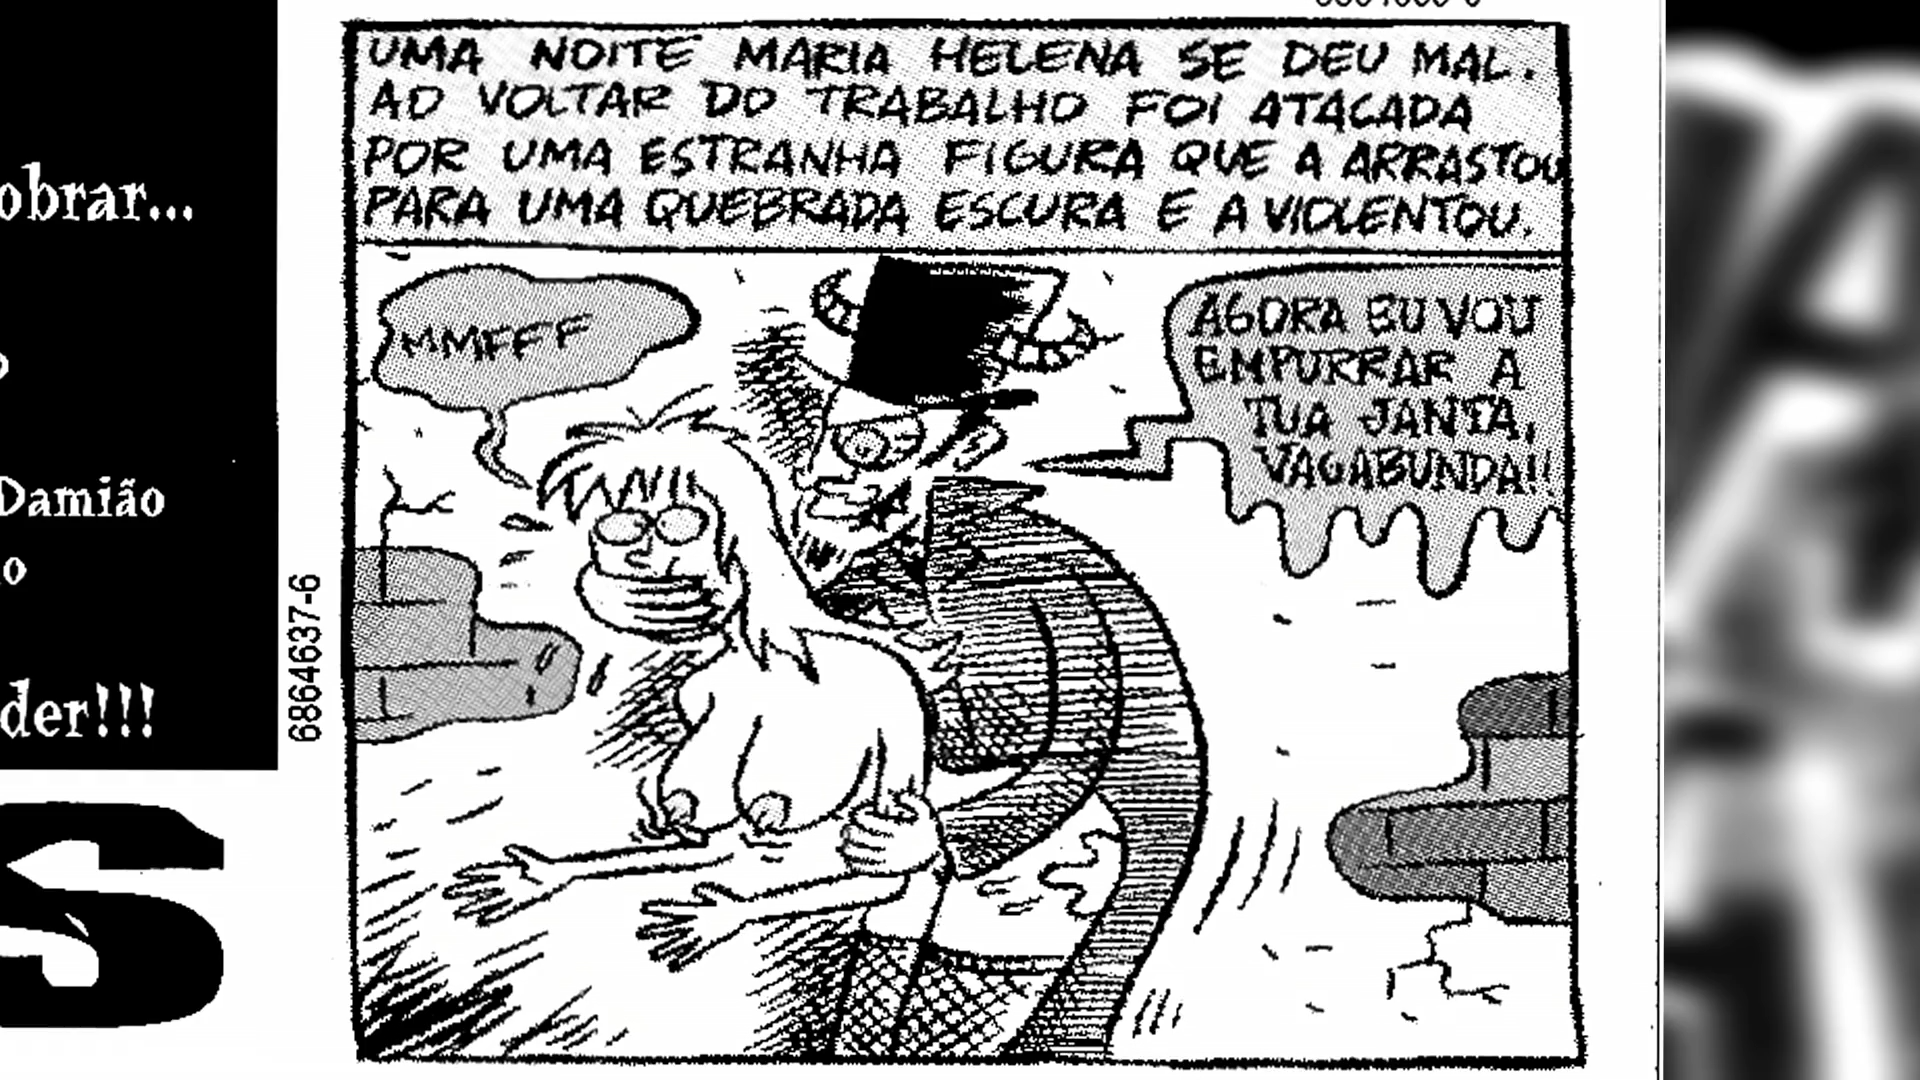 obrar...
Damião
der!!!
S
6864637-6
UMA NOITE MARIA HELENA SE DEU MAL.
AO VOLTAR DO TRABALHO FOI ATACADA
POR UMA ESTRANHA FIGURA QUE A ARRASTOU
PARA UMA QUEBRADA ESCURA E A VIOLENTOU.
MMFFF
AGORA EU VOU
EMPURRAR A
TUA JANTA,
VAGABUNDA!!